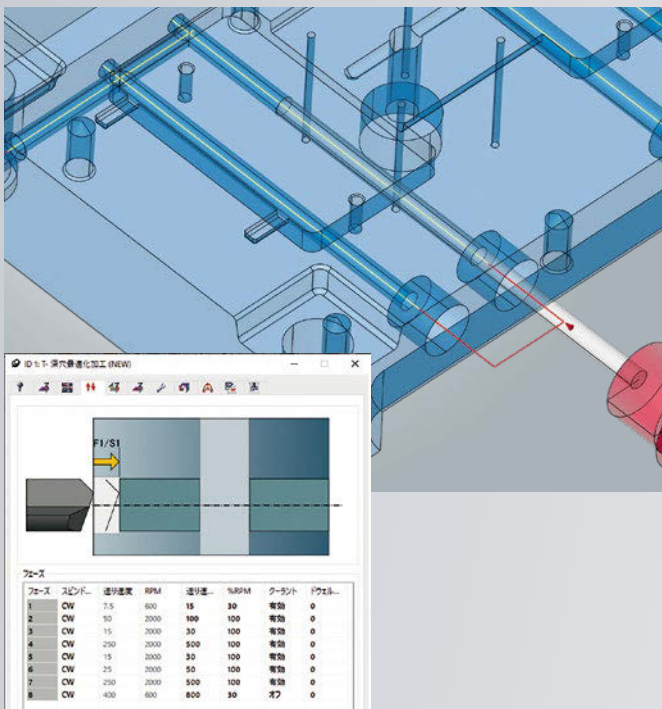 ID 1: T- 深穴最適化加工 (NEW)
F1/S1
フェーズ
フェーズ スピンド... 送り速度 RPM 送り速... %RPM クーラント ドウェル...
1 CW 7.5 600 15 30 有効 0
2 CW 50 2000 100 100 有効 0
3 CW 15 2000 30 100 有効 0
4 CW 250 2000 500 100 有効 0
5 CW 15 2000 30 100 有効 0
6 CW 25 2000 50 100 有効 0
7 CW 250 2000 500 100 有効 0
8 CW 400 600 800 30 オフ 0